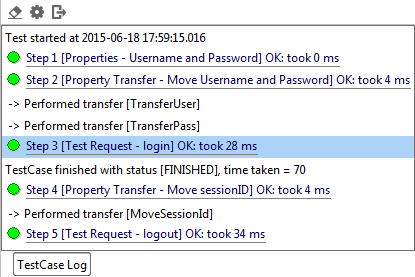 Test started at 2015-06-18 17:59:15.016
Step 1 [Properties - Username and Password] OK: took 0 ms
Step 2 [Property Transfer - Move Username and Password] OK: took 4 ms
-> Performed transfer [TransferUser]
-> Performed transfer [TransferPass]
Step 3 [Test Request - login] OK: took 28 ms
TestCase finished with status [FINISHED], time taken = 70
Step 4 [Property Transfer - Move sessionID] OK: took 4 ms
-> Performed transfer [MoveSessionId]
Step 5 [Test Request - logout] OK: took 34 ms
TestCase Log